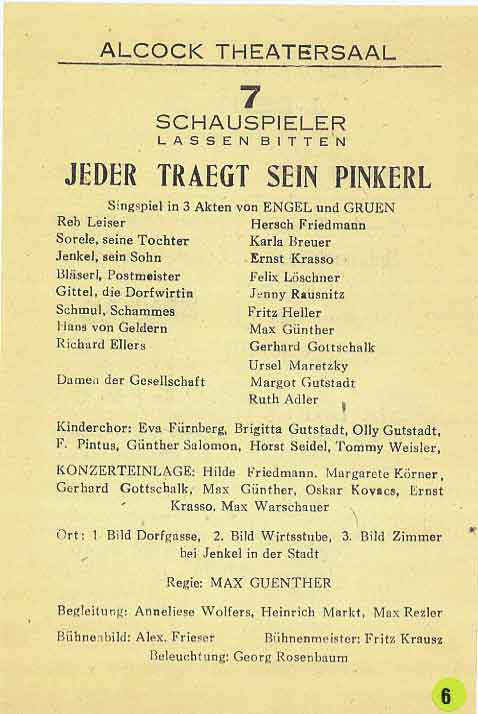 ALCOCK THEATERSAAL
7
SCHAUSPIELER
LASSEN BITTEN
JEDER TRAEGT SEIN PINKERL
Singspiel in 3 Akten von ENGEL und GRUEN
Reb Leiser Hersch Friedmann
Sorele, seine Tochter Karla Breuer
Jenkel, sein Sohn Ernst Krasso
Bläserl, Postmeister Felix Löschner
Gittel, die Dorfwirtin Jenny Rausnitz
Schmul, Schammes Fritz Heller
Hans von Geldern Max Günther
Richard Ellers Gerhard Gottschalk
Ursel Maretzky
Damen der Gesellschaft Margot Gutstadt
Ruth Adler
Kinderchor: Eva Fürnberg, Brigitta Gutstadt, Olly Gutstadt,
F. Pintus, Günther Salomon, Horst Seidel, Tommy Weisler,
KONZERTEINLAGE: Hilde Friedmann. Margarete Körner,
Gerhard Gottschalk, Max Günther, Oskar Kovacs, Ernst
Krasso, Max Warschauer
Ort: 1 Bild Dorfgasse, 2. Bild Wirtsstube, 3. Bild Zimmer
bei Jenkel in der Stadt
Regie: MAX GUENTHER
Begleitung: Anneliese Wolfers, Heinrich Markt, Max Rezler
Bühnenbild: Alex. Frieser Bühnenmeister: Fritz Krausz
Beleuchtung: Georg Rosenbaum
6